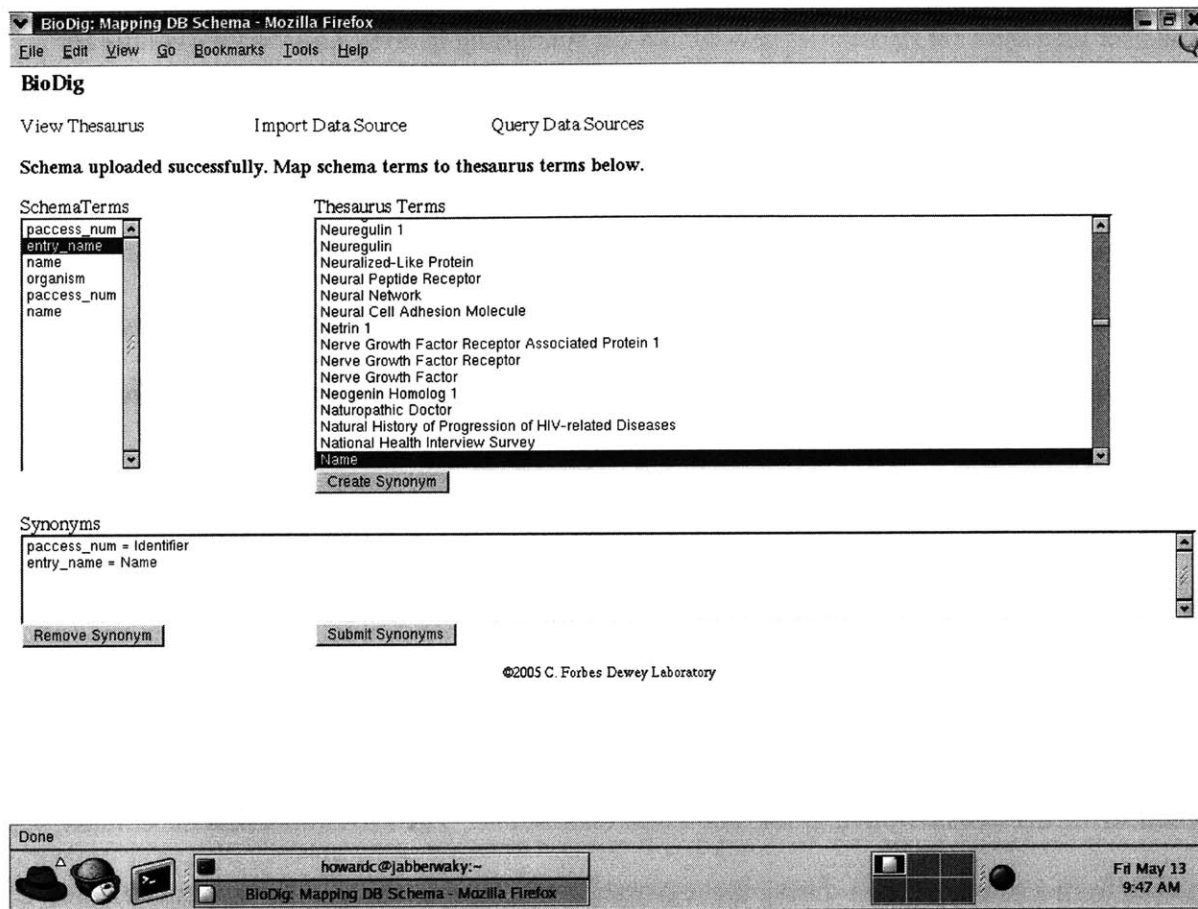 BioDig: Mapping DB Schema - Mozilla Firefox
File Edit View Go Bookmarks Tools Help
BioDig
View Thesaurus Import Data Source Query Data Sources
Schema uploaded successfully. Map schema terms to thesaurus terms below.
SchemaTerms
paccess_num
entry_name
name
organism
paccess_num
name
Thesaurus Terms
Neuregulin 1
Neuregulin
Neuralized-Like Protein
Neural Peptide Receptor
Neural Network
Neural Cell Adhesion Molecule
Netrin 1
Nerve Growth Factor Receptor Associated Protein 1
Nerve Growth Factor Receptor
Nerve Growth Factor
Neogenin Homolog 1
Naturopathic Doctor
Natural History of Progression of HIV-related Diseases
National Health Interview Survey
Name
Create Synonym
Synonyms
paccess_num = Identifier
entry_name = Name
Remove Synonym Submit Synonyms
©2005 C. Forbes Dewey Laboratory
Done
howardc@jabberwaky:~
BioDig: Mapping DB Schema - Mozilla Firefox
Fri May 13
9:47 AM